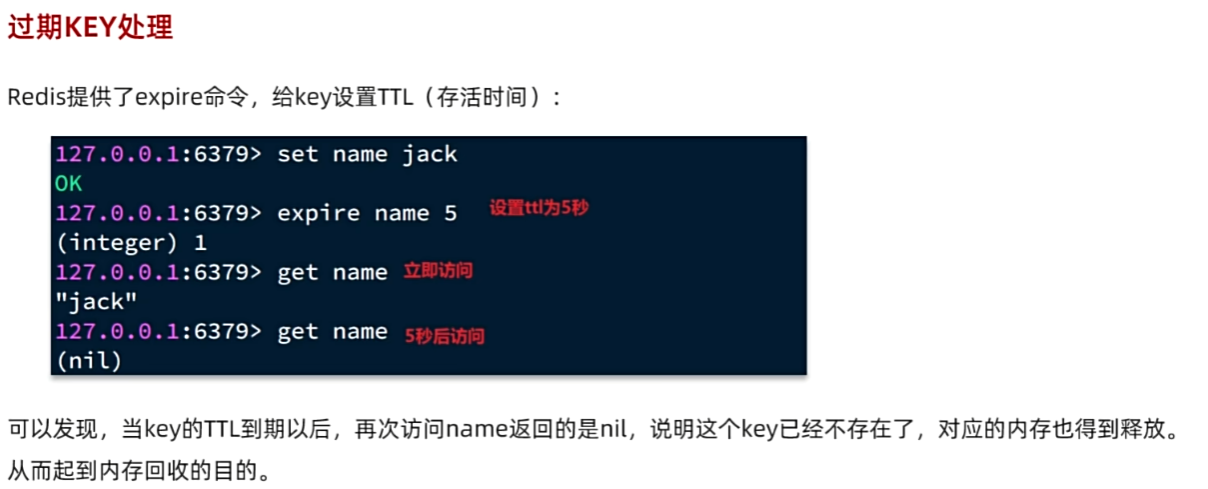 过期KEY处理
Redis提供了expire命令，给key设置TTL（存活时间）：
127.0.0.1:6379> set name jack
OK
127.0.0.1:6379> expire name 5 设置ttl为5秒
(integer) 1
127.0.0.1:6379> get name 立即访问
"jack"
127.0.0.1:6379> get name 5秒后访问
(nil)
可以发现，当key的TTL到期以后，再次访问name返回的是nil，说明这个key已经不存在了，对应的内存也得到释放。
从而起到内存回收的目的。